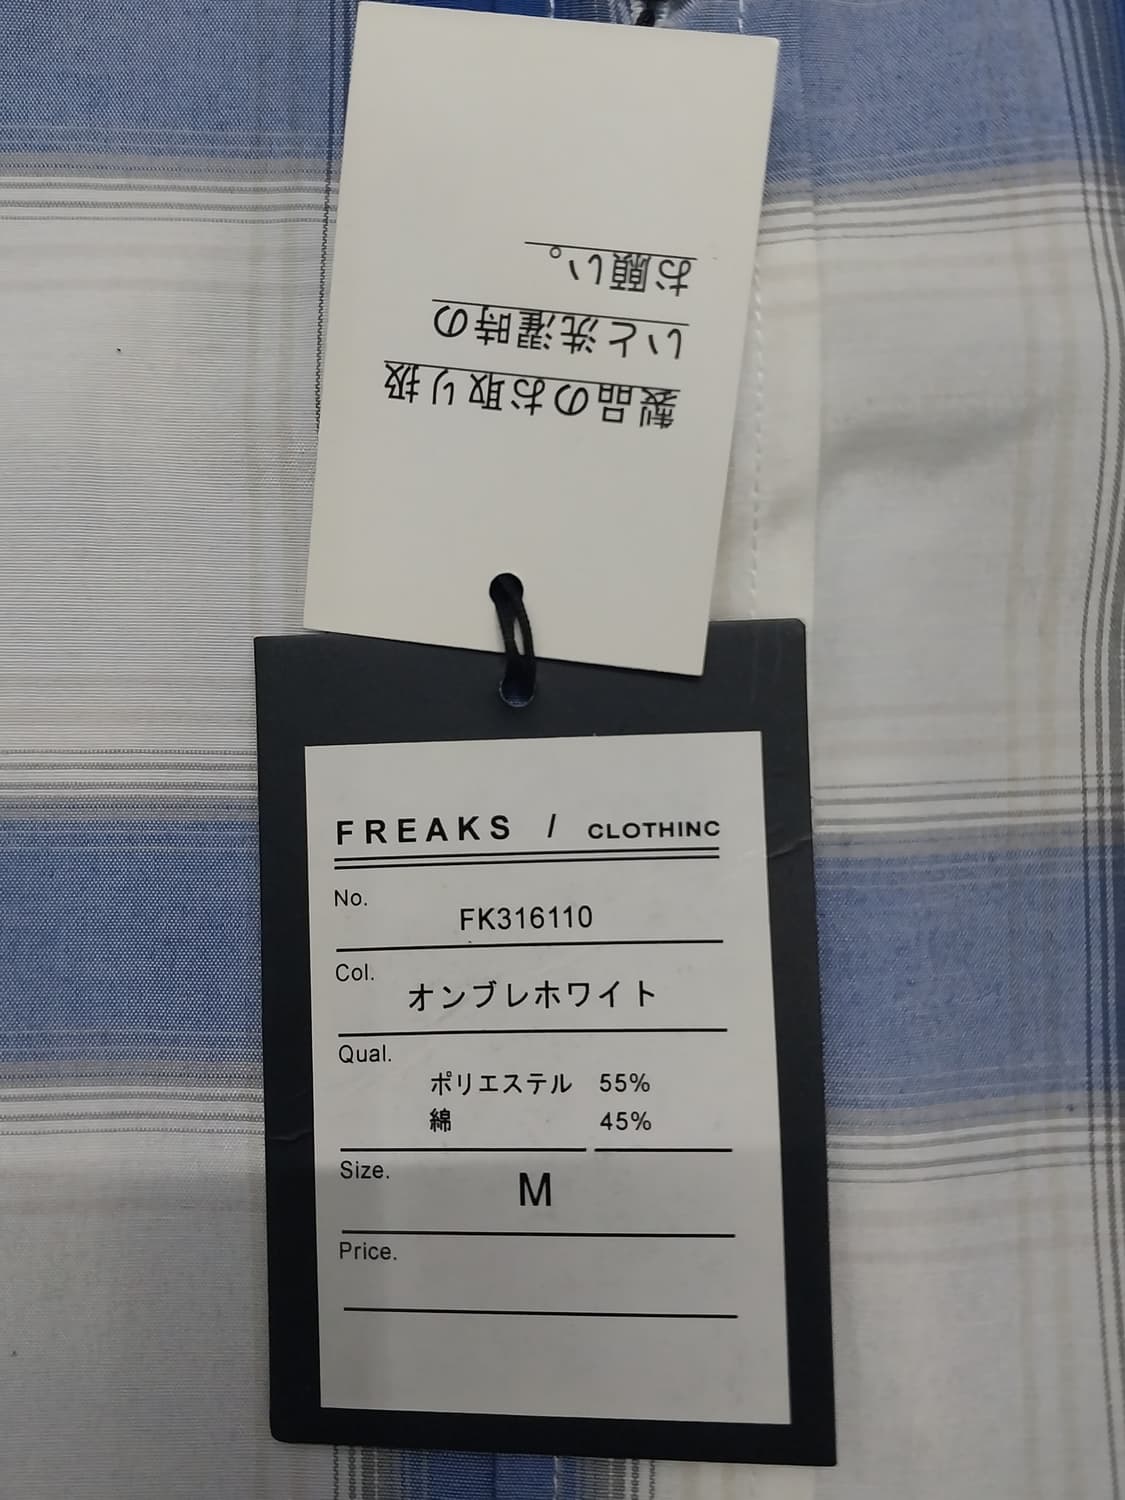 製品のお取り扱
いと洗濯時の
お願い。
FREAKS / CLOTHINC
No.
FK316110
Col.
オンブレホワイト
Qual.
ポリエステル 55%
綿 45%
Size.
M
Price.